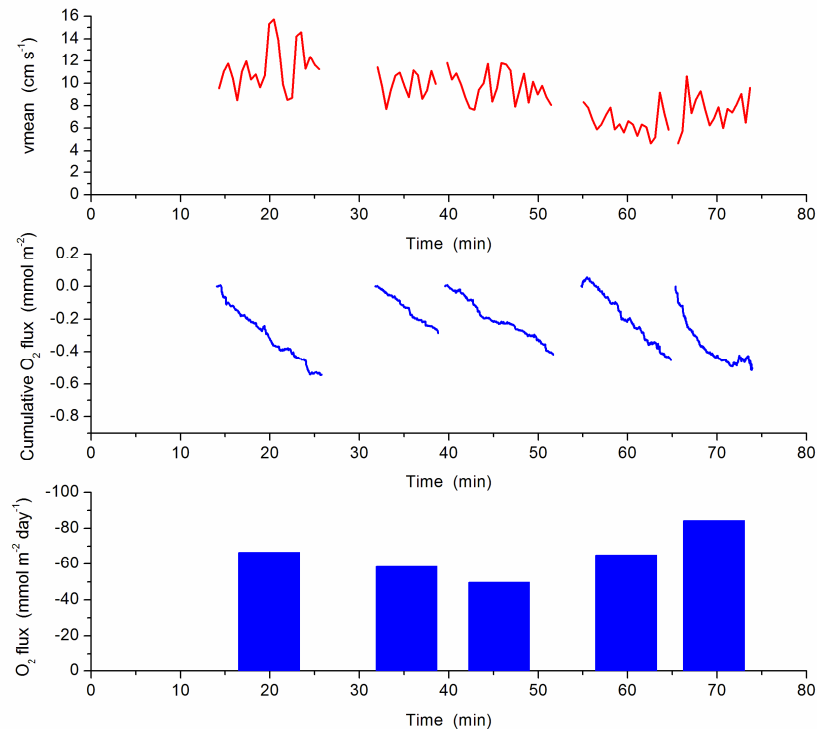 16
14
12
10
8
6
4
2
0
vmean (cm s⁻¹)
0 10 20 30 40 50 60 70 80
Time (min)
0.2
0.0
-0.2
-0.4
-0.6
-0.8
Cumulative O₂ flux (mmol m⁻²)
0 10 20 30 40 50 60 70 80
Time (min)
-100
-80
-60
-40
-20
0
O₂ flux (mmol m⁻² day⁻¹)
0 10 20 30 40 50 60 70 80
Time (min)